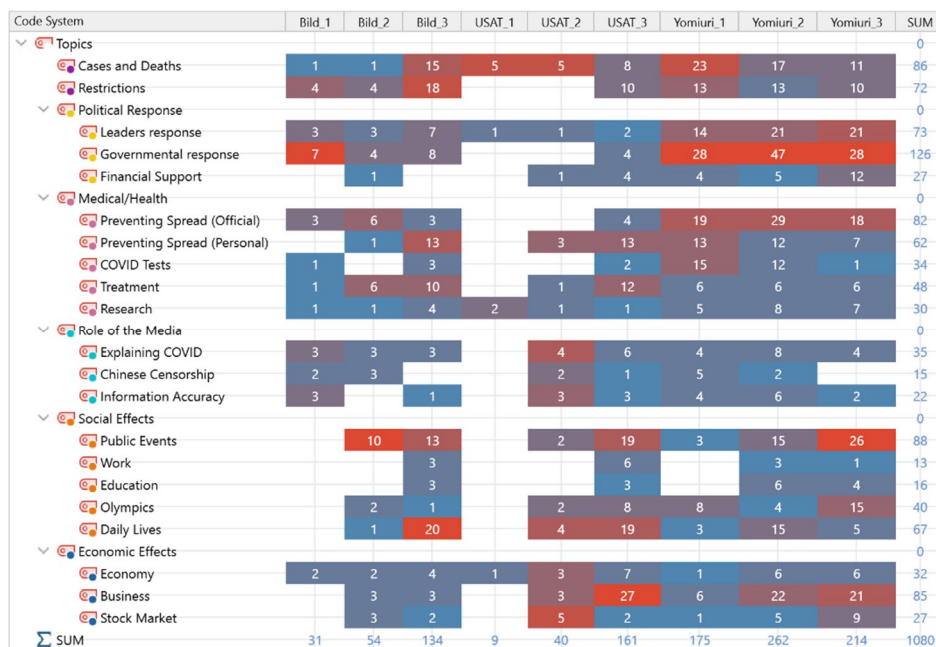 Code System Bild_1 Bild_2 Bild_3 USAT_1 USAT_2 USAT_3 Yomiuri_1 Yomiuri_2 Yomiuri_3 SUM
Topics 0
Cases and Deaths 1 1 15 5 5 8 23 17 11 86
Restrictions 4 4 18 10 13 13 10 72
Political Response 0
Leaders response 3 3 7 1 1 2 14 21 21 73
Governmental response 7 4 8 4 28 47 28 126
Financial Support 1 1 4 4 5 12 27
Medical/Health 0
Preventing Spread (Official) 3 6 3 4 19 29 18 82
Preventing Spread (Personal) 1 13 3 13 13 12 7 62
COVID Tests 1 3 2 15 12 1 34
Treatment 1 6 10 1 12 6 6 6 48
Research 1 1 4 2 1 1 5 8 7 30
Role of the Media 0
Explaining COVID 3 3 3 4 6 4 8 4 35
Chinese Censorship 2 3 2 1 5 2 15
Information Accuracy 3 1 3 3 4 6 2 22
Social Effects 0
Public Events 10 13 2 19 3 15 26 88
Work 3 6 3 1 13
Education 3 3 6 4 16
Olympics 2 1 2 8 8 4 15 40
Daily Lives 1 20 4 19 3 15 5 67
Economic Effects 0
Economy 2 2 4 1 3 7 1 6 6 32
Business 3 3 3 27 6 22 21 85
Stock Market 3 2 5 2 1 5 9 27
Σ SUM 31 54 134 9 40 161 175 262 214 1080